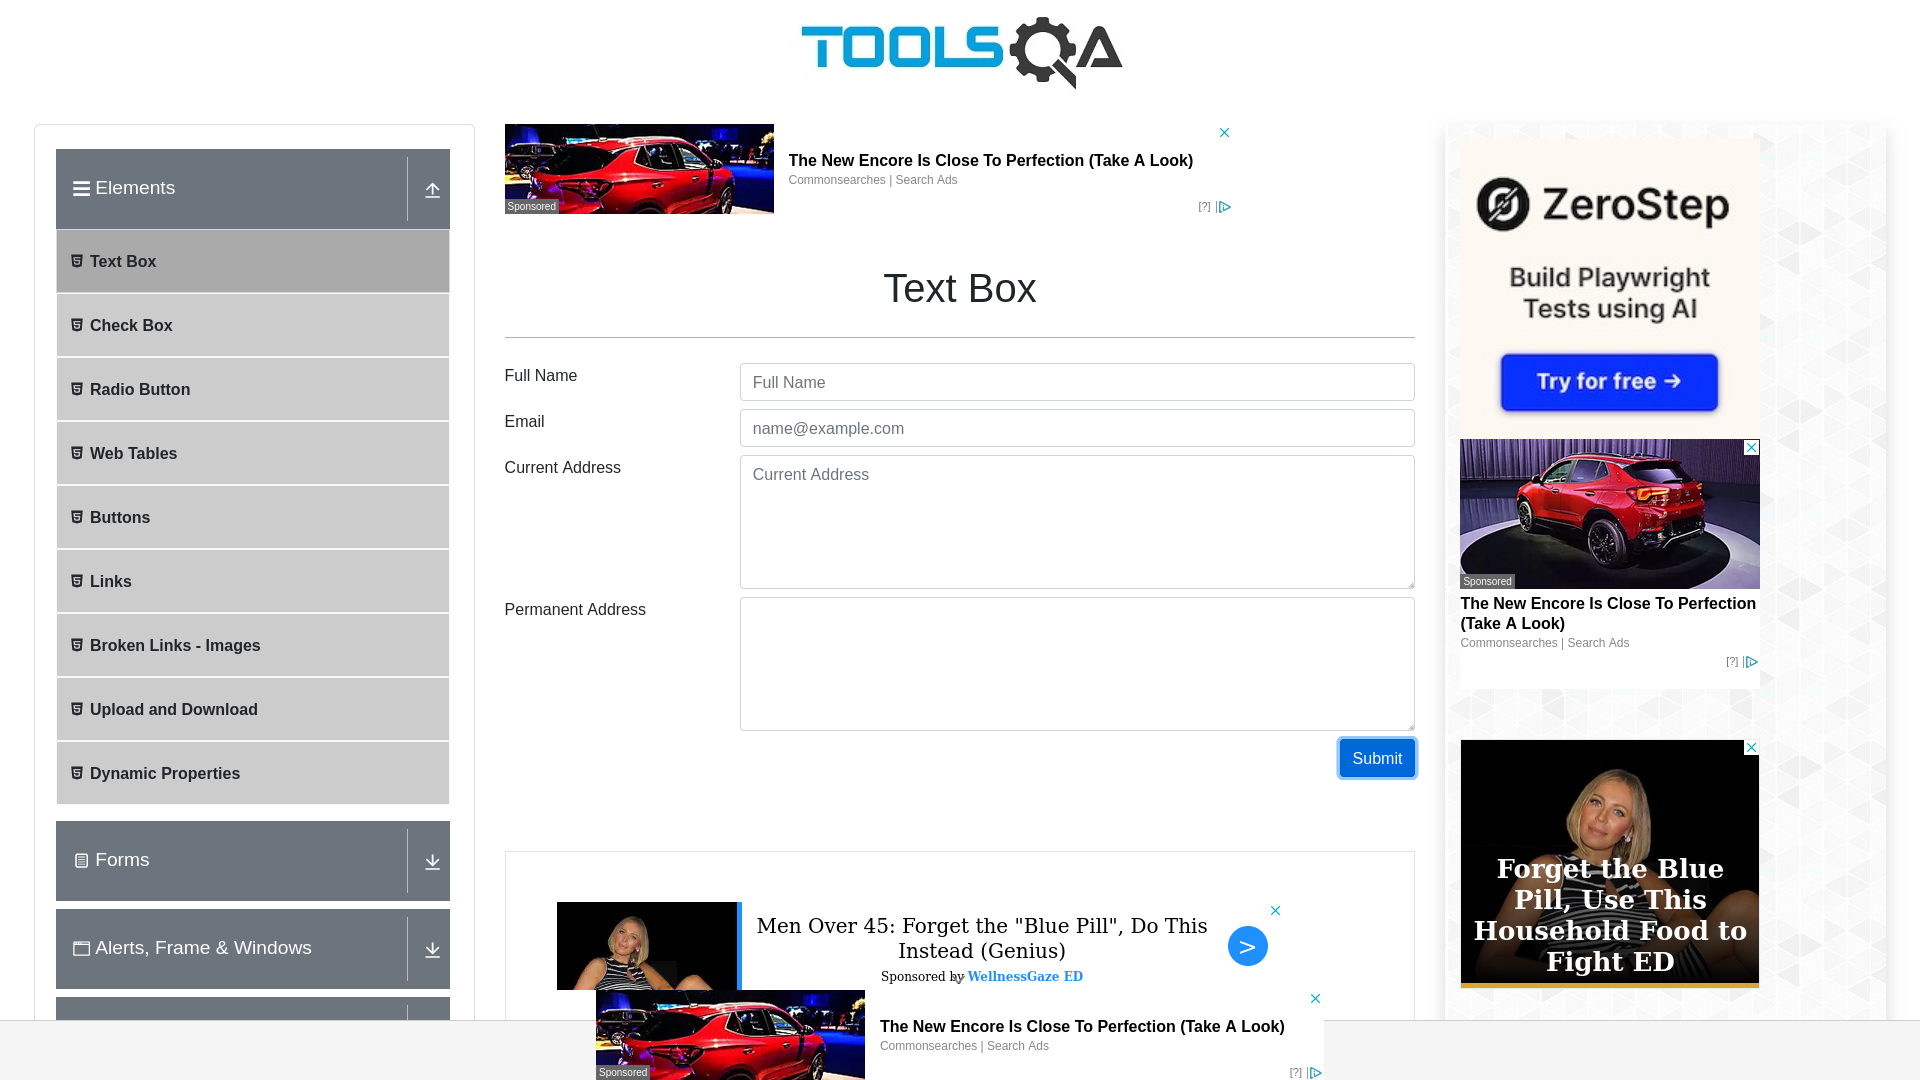 TOOLSQA
Elements
Text Box
Check Box
Radio Button
Web Tables
Buttons
Links
Broken Links - Images
Upload and Download
Dynamic Properties
Forms
Alerts, Frame & Windows
Sponsored
The New Encore Is Close To Perfection (Take A Look)
Commonsearches | Search Ads
[?]
Text Box
Full Name
Full Name
Email
name@example.com
Current Address
Current Address
Permanent Address
Submit
Men Over 45: Forget the "Blue Pill", Do This
Instead (Genius)
Sponsored by WellnessGaze ED
>
Sponsored
The New Encore Is Close To Perfection (Take A Look)
Commonsearches | Search Ads
[?]
ZeroStep
Build Playwright
Tests using AI
Try for free →
Sponsored
The New Encore Is Close To Perfection
(Take A Look)
Commonsearches | Search Ads
[?]
Forget the Blue
Pill, Use This
Household Food to
Fight ED